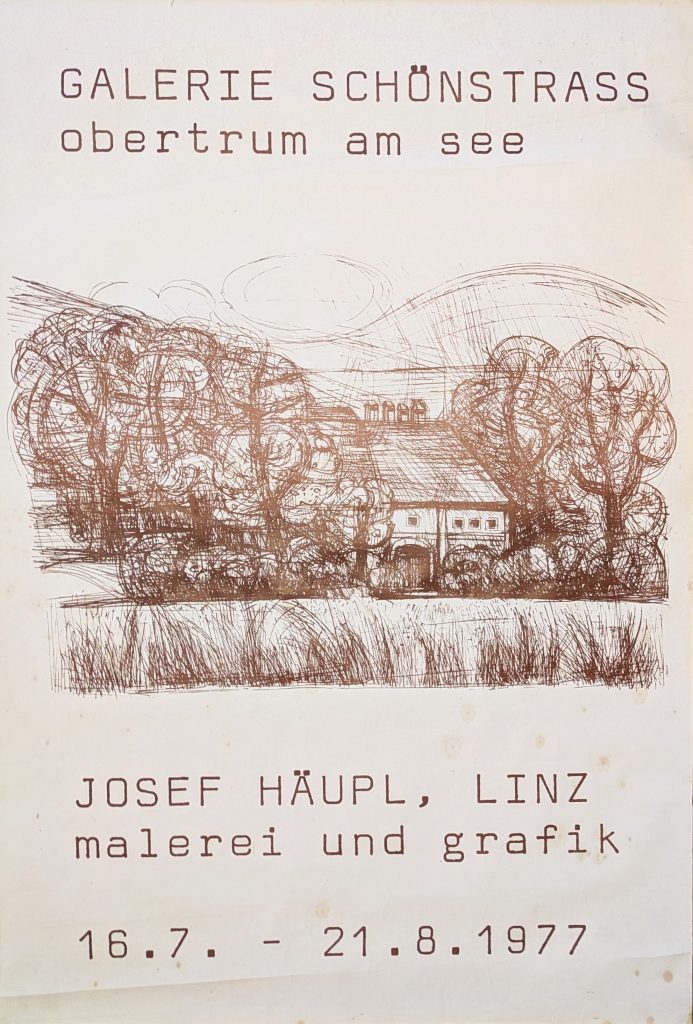 GALERIE SCHÖNSTRASS
obertrum am see
JOSEF HÄUPL, LINZ
malerei und grafik
16.7. - 21.8.1977